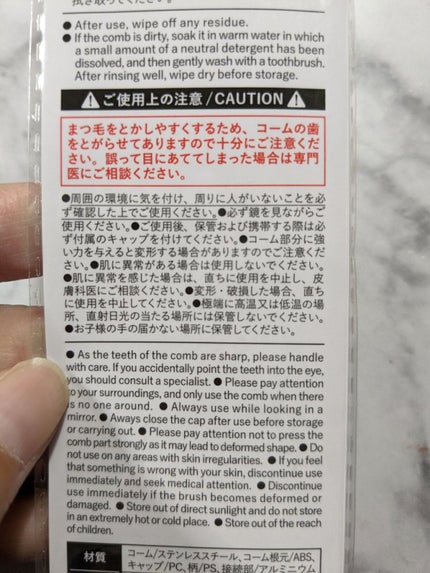 拭き取ってください。
● After use, wipe off any residue.
● If the comb is dirty, soak it in warm water in which
a small amount of a neutral detergent has been
dissolved, and then gently wash with a toothbrush.
After rinsing well, wipe dry before storage.
ご使用上の注意/CAUTION
まつ毛をとかしやすくするため、コームの歯
をとがらせてありますので十分にご注意くださ
い。誤って目にあててしまった場合は専門
医にご相談ください。
●周囲の環境に気を付け、周りに人がいないことを必
ず確認した上でご使用ください。●必ず鏡を見ながらご
使用ください。●ご使用後、保管および携帯する際は必
ず付属のキャップを付けてください。●コーム部分に強
い力を与えると変形する場合がありますのでご注意くだ
さい。●肌に異常がある場合は使用しないでください。
●肌に異常を感じた場合は、直ちに使用を中止し、皮
膚科医にご相談ください。●変形・破損した場合、直ち
に使用を中止してください。●極端に高温又は低温の場
所、直射日光の当たる場所には保管しないでください。
●お子様の手の届かない場所に保管してください。
● As the teeth of the comb are sharp, please handle
with care. If you accidentally point the teeth into the eye,
you should consult a specialist. ● Please pay attention
to your surroundings, and only use the comb when there
is no one around. ● Always use while looking in a
mirror. ● Always close the cap after use before storage
or carrying out. ● Please pay attention not to press the
comb part strongly as it may lead to deformed shape. ● Do
not use on any areas with skin irregularities. ● If you feel
that something is wrong with your skin, discontinue use
immediately and seek medical attention. ● Discontinue
use immediately if the brush becomes deformed or
damaged. ● Store out of direct sunlight and do not store
in an extremely hot or cold place. ● Store out of the reach
of children.
材質 コーム/ステンレススチール、コーム根元/ABS、
キャップ/PC、柄/PS、接続部/アルミニウム